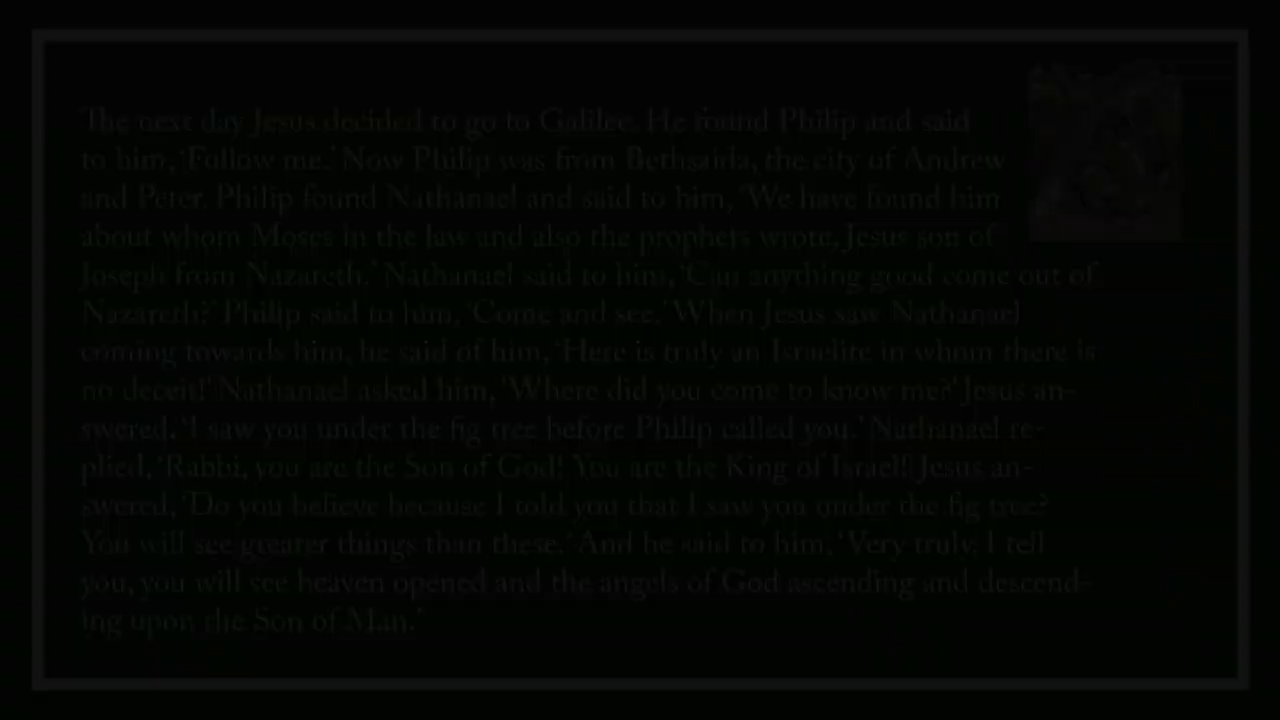 The next day Jesus decided to go to Galilee. He found Philip and said
to him, ‘Follow me.’ Now Philip was from Bethsaida, the city of Andrew
and Peter. Philip found Nathanael and said to him, ‘We have found him
about whom Moses in the law and also the prophets wrote, Jesus son of
Joseph from Nazareth.’ Nathanael said to him, ‘Can anything good come out of
Nazareth?’ Philip said to him, ‘Come and see.’ When Jesus saw Nathanael
coming towards him, he said of him, ‘Here is truly an Israelite in whom there is
no deceit!’ Nathanael asked him, ‘Where did you come to know me?’ Jesus an-
swered, ‘I saw you under the fig tree before Philip called you.’ Nathanael re-
plied, ‘Rabbi, you are the Son of God! You are the King of Israel!’ Jesus an-
swered, ‘Do you believe because I told you that I saw you under the fig tree?
You will see greater things than these.’ And he said to him, ‘Very truly, I tell
you, you will see heaven opened and the angels of God ascending and descend-
ing upon the Son of Man.’